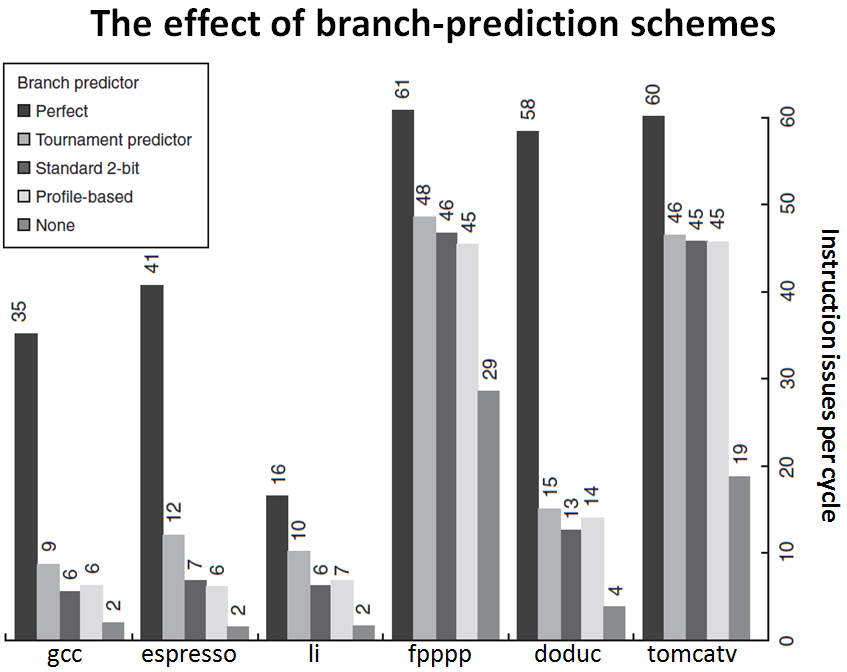 The effect of branch-prediction schemes
Branch predictor
Perfect
Tournament predictor
Standard 2-bit
Profile-based
None
35
9
6
6
2
41
12
7
6
2
16
10
6
7
2
61
48
46
45
29
58
15
13
14
4
60
46
45
45
19
60
50
40
30
20
10
0
Instruction issues per cycle
gcc
espresso
li
fpppp
doduc
tomcatv